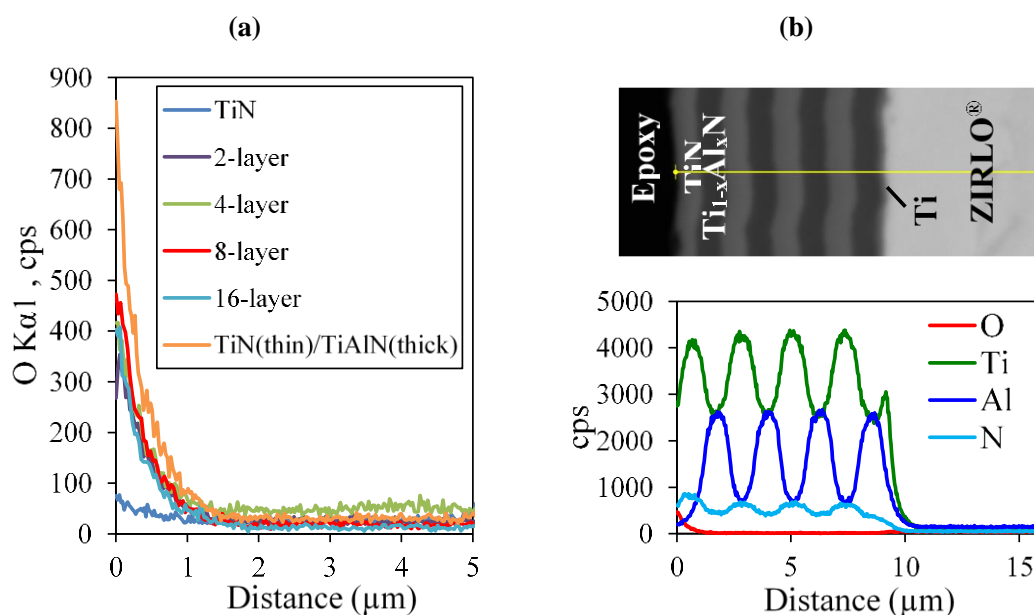 (a)
(b)
900
800
700
600
500
400
300
200
100
0
O Kα1 , cps
TiN
2-layer
4-layer
8-layer
16-layer
TiN(thin)/TiAlN(thick)
0
1
2
3
4
5
Distance (µm)
Epoxy
TiN
Ti1-xAlxN
Ti
ZIRLO®
5000
4000
3000
2000
1000
0
cps
O
Ti
Al
N
0
5
10
15
Distance (µm)